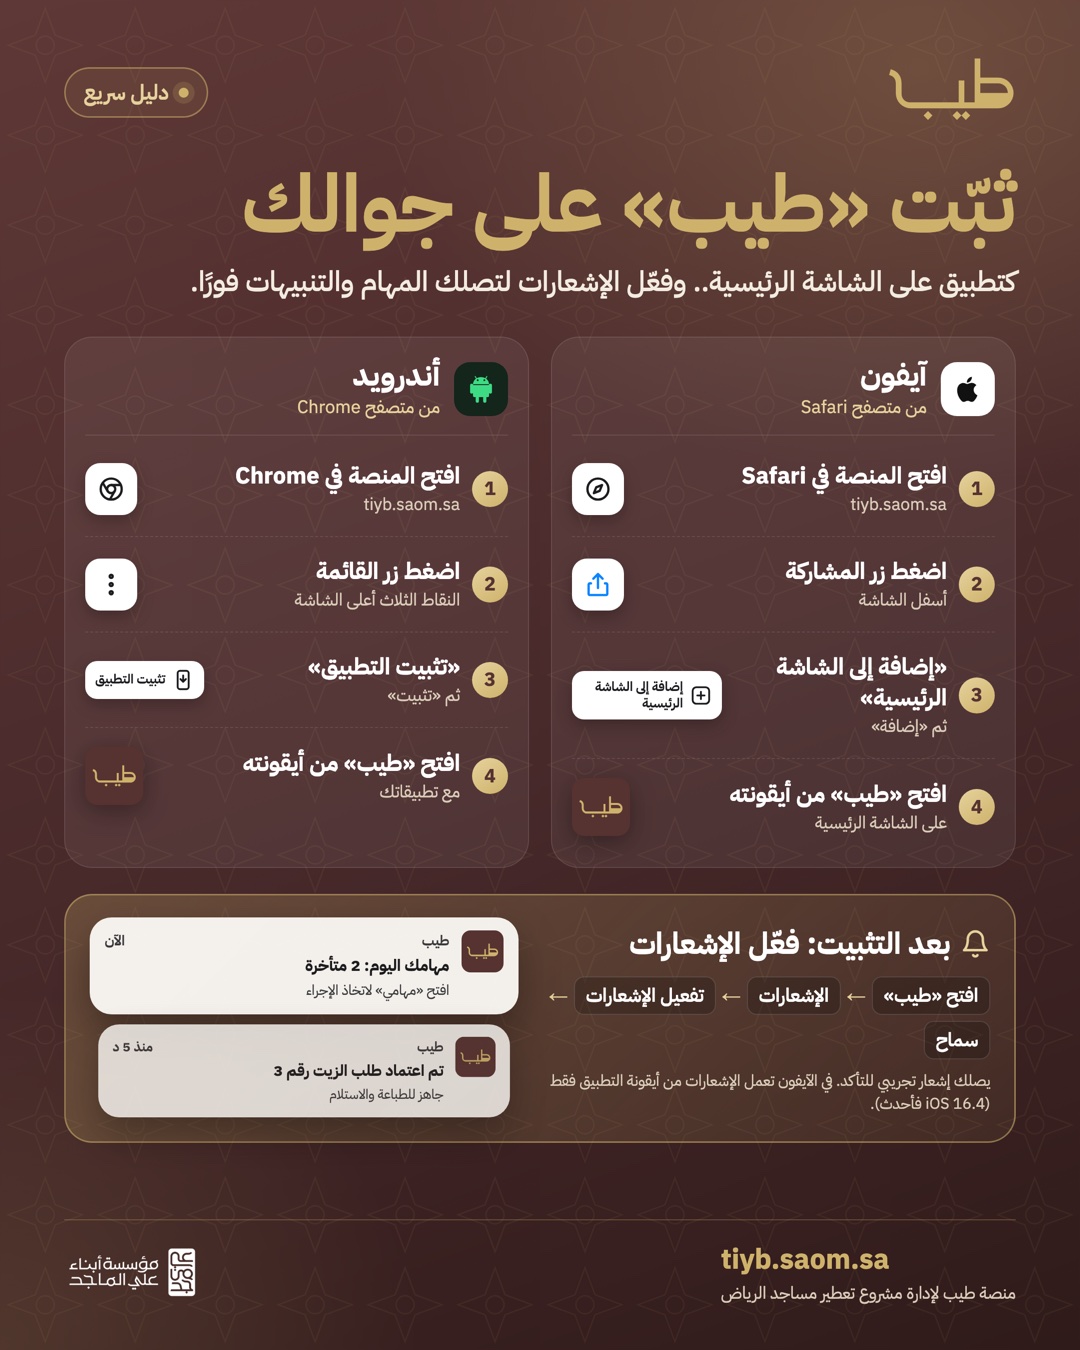 طيب
دليل سريع
ثبّت «طيب» على جوالك
كتطبيق على الشاشة الرئيسية.. وفعّل الإشعارات لتصلك المهام والتنبيهات فورًا.
آيفون
من متصفح Safari
1
افتح المنصة في Safari
tiyb.saom.sa
2
اضغط زر المشاركة
أسفل الشاشة
3
«إضافة إلى الشاشة
الرئيسية»
ثم «إضافة»
إضافة إلى الشاشة
الرئيسية
4
افتح «طيب» من أيقونته
على الشاشة الرئيسية
طيب
أندرويد
من متصفح Chrome
1
افتح المنصة في Chrome
tiyb.saom.sa
2
اضغط زر القائمة
النقاط الثلاث أعلى الشاشة
3
«تثبيت التطبيق»
ثم «تثبيت»
تثبيت التطبيق
4
افتح «طيب» من أيقونته
مع تطبيقاتك
طيب
بعد التثبيت: فعّل الإشعارات
افتح «طيب» ← الإشعارات ← تفعيل الإشعارات ←
سماح
يصلك إشعار تجريبي للتأكد. في الآيفون تعمل الإشعارات من أيقونة التطبيق فقط
(iOS 16.4 فأحدث).
طيب
طيب
الآن
مهامك اليوم: 2 متأخرة
افتح «مهامي» لاتخاذ الإجراء
طيب
طيب
منذ 5 د
تم اعتماد طلب الزيت رقم 3
جاهز للطباعة والاستلام
tiyb.saom.sa
منصة طيب لإدارة مشروع تعطير مساجد الرياض
مؤسسة أبناء
علي الماجد